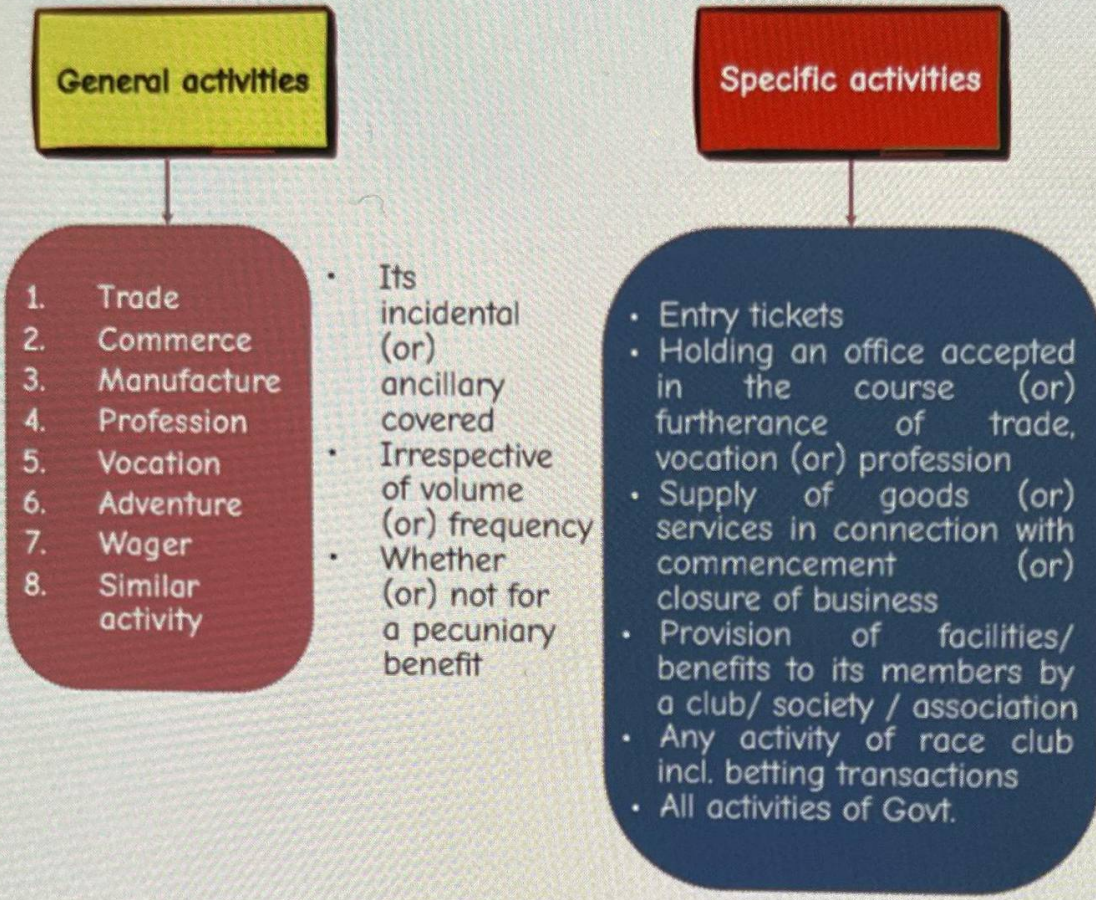 General activities
Specific activities
1. Trade
2. Commerce
3. Manufacture
4. Profession
5. Vocation
6. Adventure
7. Wager
8. Similar
activity
• Its
incidental
(or)
ancillary
covered
• Irrespective
of volume
(or) frequency
• Whether
(or) not for
a pecuniary
benefit
• Entry tickets
• Holding an office accepted
in the course (or)
furtherance of trade,
vocation (or) profession
• Supply of goods (or)
services in connection with
commencement (or)
closure of business
• Provision of facilities/
benefits to its members by
a club/ society / association
• Any activity of race club
incl. betting transactions
• All activities of Govt.